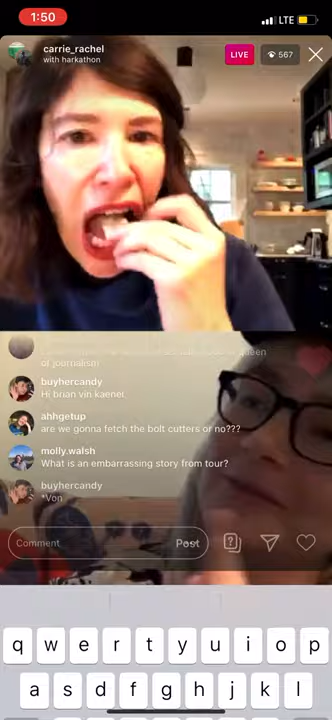 1:50
LTE
carrie_rachel
with harkathon
LIVE
567
queen
of journalism
buyhercandy
Hi brian vin kaenel
ahhgetup
are we gonna fetch the bolt cutters or no???
molly.walsh
What is an embarrassing story from tour?
buyhercandy
*Von
Comment
Post
q w e r t y u i o p
a s d f g h j k l